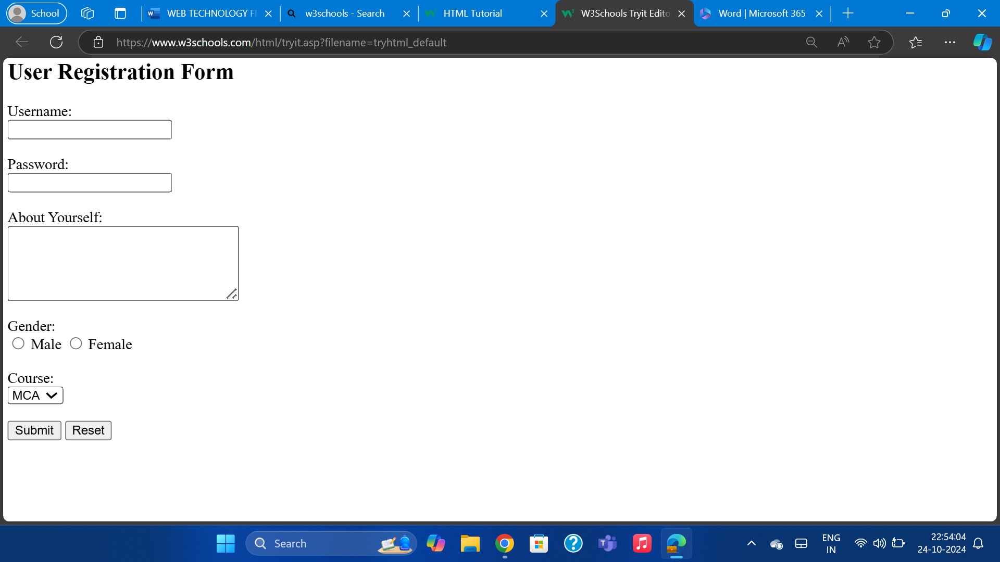 School
WEB TECHNOLOGY FI
w3schools - Search
HTML Tutorial
W3Schools Tryit Edito
Word | Microsoft 365
https://www.w3schools.com/html/tryit.asp?filename=tryhtml_default
User Registration Form
Username:
Password:
About Yourself:
Gender:
Male Female
Course:
MCA
Submit Reset
Search
ENG
IN
22:54:04
24-10-2024